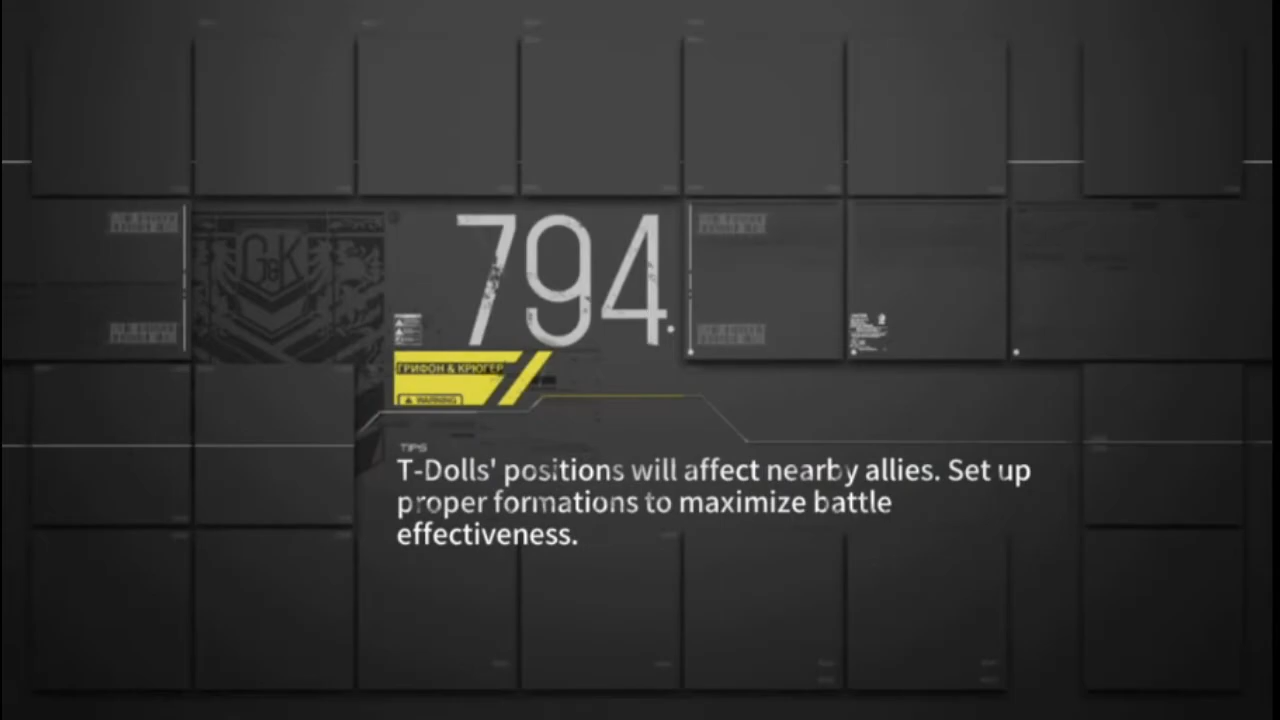 G&K
794.
ГРИФОН & КРЮГЕР
WARNING
TIPS
T-Dolls' positions will affect nearby allies. Set up
proper formations to maximize battle
effectiveness.